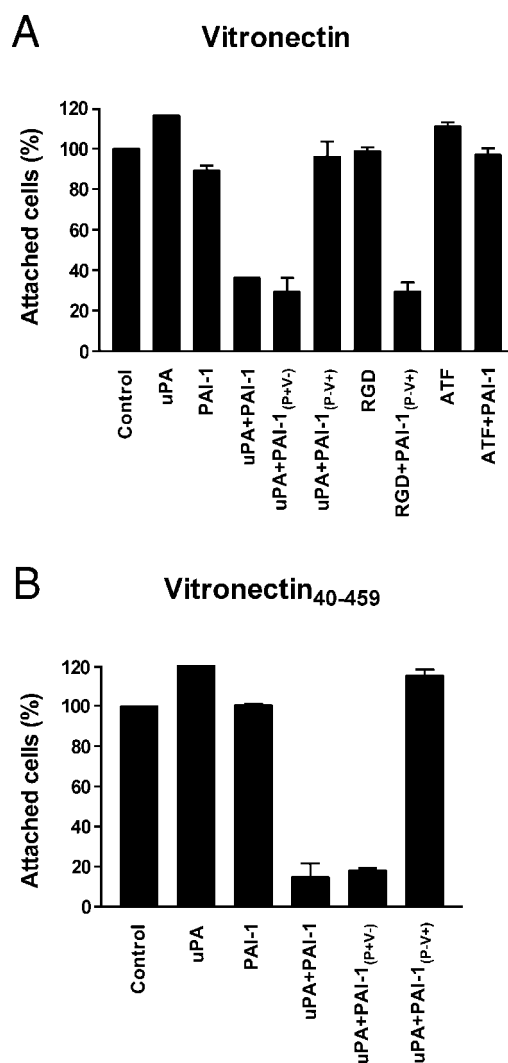 A
Vitronectin
Attached cells (%)
120
100
80
60
40
20
0
Control
uPA
PAI-1
uPA+PAI-1
uPA+PAI-1(P+V-)
uPA+PAI-1(P-V+)
RGD
RGD+PAI-1(P-V+)
ATF
ATF+PAI-1
B
Vitronectin40-459
Attached cells (%)
120
100
80
60
40
20
0
Control
uPA
PAI-1
uPA+PAI-1
uPA+PAI-1(P+V-)
uPA+PAI-1(P-V+)